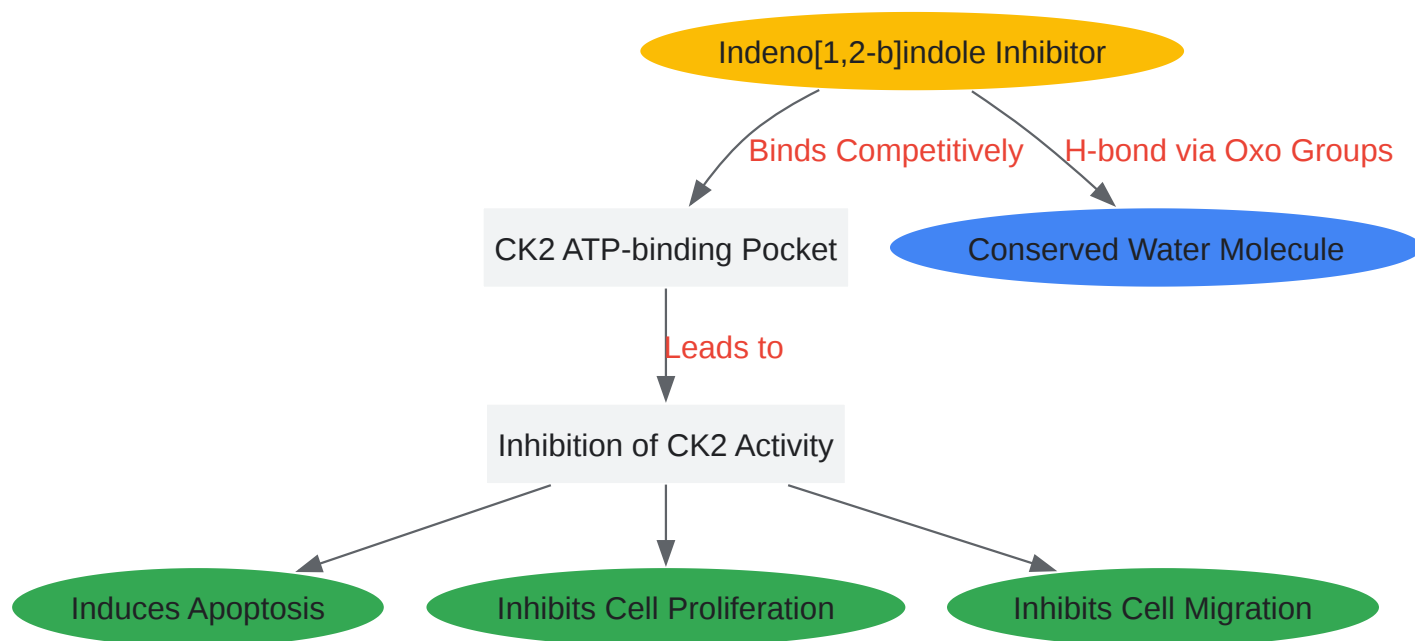 Indeno[1,2-b]indole Inhibitor
Binds Competitively
H-bond via Oxo Groups
CK2 ATP-binding Pocket
Conserved Water Molecule
Leads to
Inhibition of CK2 Activity
Induces Apoptosis
Inhibits Cell Proliferation
Inhibits Cell Migration